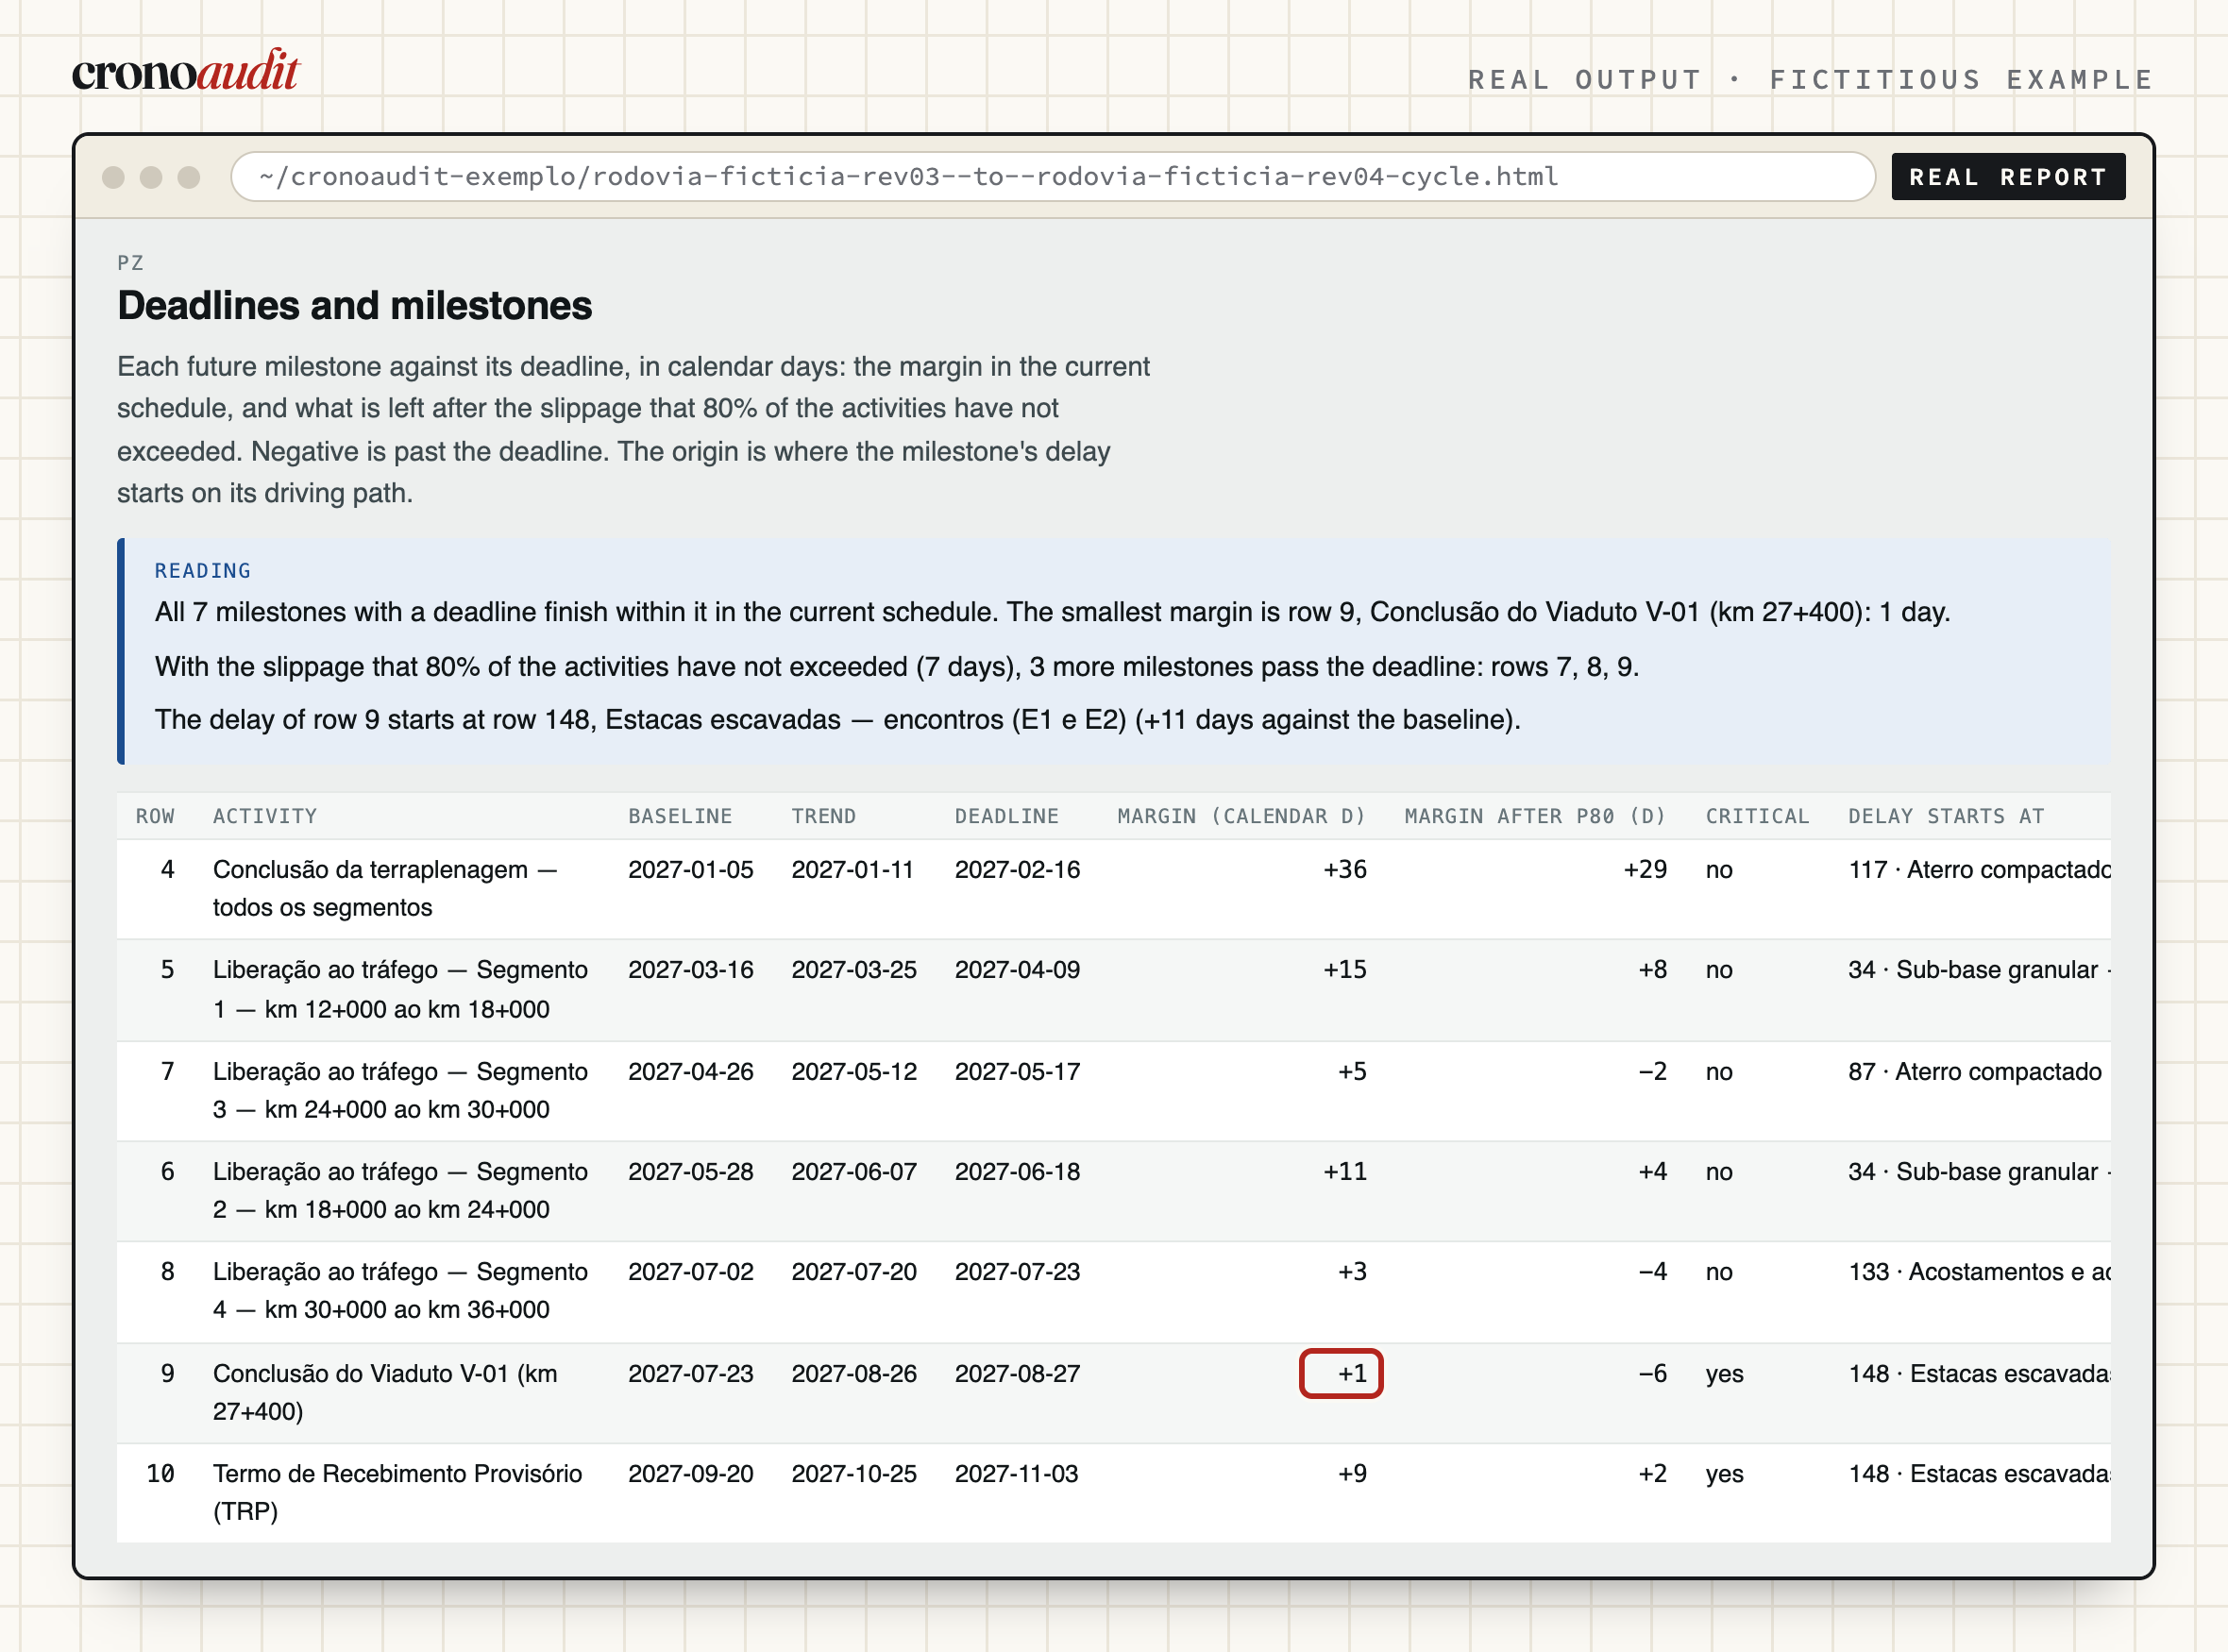 cronoaudit
REAL OUTPUT · FICTITIOUS EXAMPLE
~/cronoaudit-exemplo/rodovia-ficticia-rev03--to--rodovia-ficticia-rev04-cycle.html
REAL REPORT
PZ
Deadlines and milestones
Each future milestone against its deadline, in calendar days: the margin in the current
schedule, and what is left after the slippage that 80% of the activities have not
exceeded. Negative is past the deadline. The origin is where the milestone's delay
starts on its driving path.
READING
All 7 milestones with a deadline finish within it in the current schedule. The smallest margin is row 9, Conclusão do Viaduto V-01 (km 27+400): 1 day.
With the slippage that 80% of the activities have not exceeded (7 days), 3 more milestones pass the deadline: rows 7, 8, 9.
The delay of row 9 starts at row 148, Estacas escavadas — encontros (E1 e E2) (+11 days against the baseline).
ROW ACTIVITY BASELINE TREND DEADLINE MARGIN (CALENDAR D) MARGIN AFTER P80 (D) CRITICAL DELAY STARTS AT
4 Conclusão da terraplenagem — 2027-01-05 2027-01-11 2027-02-16 +36 +29 no 117 · Aterro compactado
todos os segmentos
5 Liberação ao tráfego — Segmento 2027-03-16 2027-03-25 2027-04-09 +15 +8 no 34 · Sub-base granular
1 — km 12+000 ao km 18+000
7 Liberação ao tráfego — Segmento 2027-04-26 2027-05-12 2027-05-17 +5 −2 no 87 · Aterro compactado
3 — km 24+000 ao km 30+000
6 Liberação ao tráfego — Segmento 2027-05-28 2027-06-07 2027-06-18 +11 +4 no 34 · Sub-base granular
2 — km 18+000 ao km 24+000
8 Liberação ao tráfego — Segmento 2027-07-02 2027-07-20 2027-07-23 +3 −4 no 133 · Acostamentos e
4 — km 30+000 ao km 36+000
9 Conclusão do Viaduto V-01 (km 2027-07-23 2027-08-26 2027-08-27 +1 −6 yes 148 · Estacas escavadas
27+400)
10 Termo de Recebimento Provisório 2027-09-20 2027-10-25 2027-11-03 +9 +2 yes 148 · Estacas escavadas
(TRP)